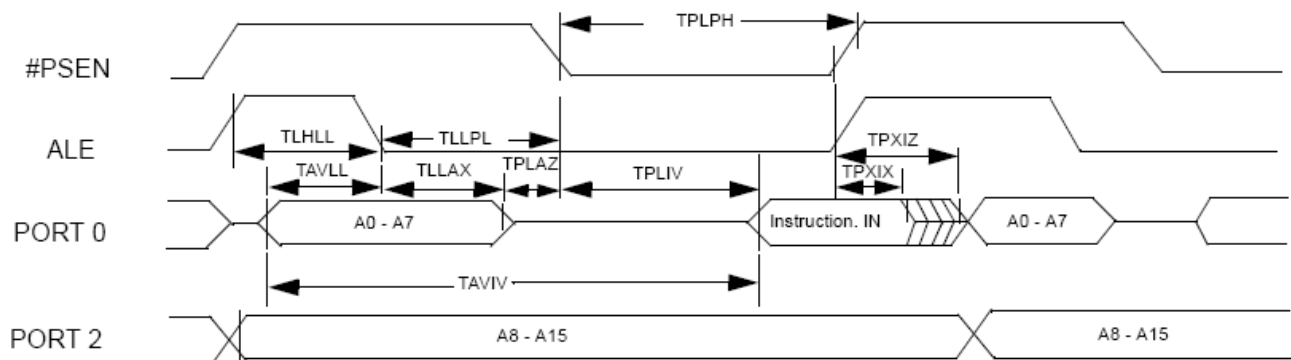 TPLPH
#PSEN
ALE
TLHLL
TLLPL
TPXIZ
TAVLL
TLLAX
TPLAZ
TPLIV
TPXIX
PORT 0
A0 - A7
Instruction. IN
A0 - A7
TAVIV
PORT 2
A8 - A15
A8 - A15